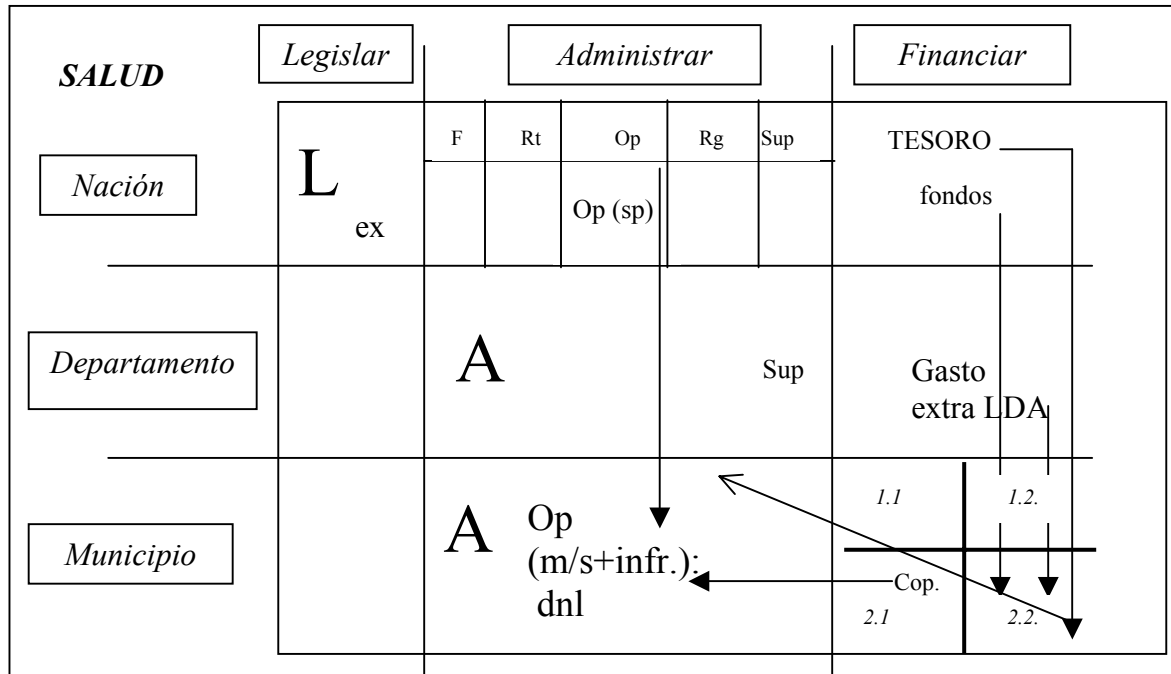 Legislar
Administrar
Financiar
SALUD
F Rt Op Rg Sup
TESORO
Nación
L
ex
Op (sp)
fondos
Departamento
A
Sup
Gasto
extra LDA
Municipio
A
Op
(m/s+infr.):
dnl
1.1
1.2.
Cop.
2.1
2.2.